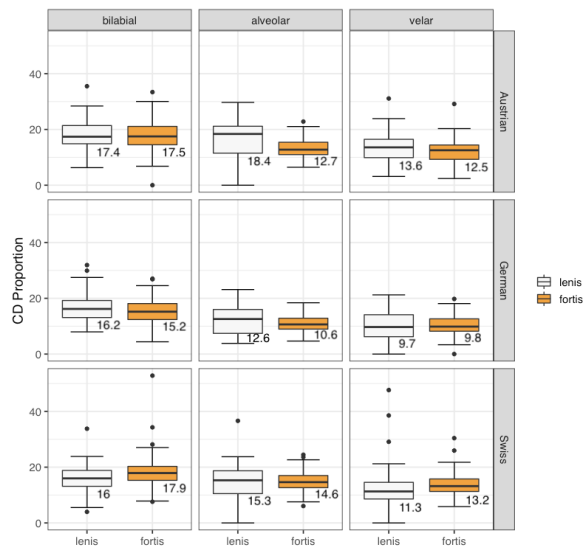 bilabial alveolar velar
40
20
0
17.4 17.5 18.4 12.7 13.6 12.5
Austrian
40
20
0
16.2 15.2 12.6 10.6 9.7 9.8
German
CD Proportion
lenis
fortis
40
20
0
16 17.9 15.3 14.6 11.3 13.2
Swiss
lenis fortis lenis fortis lenis fortis